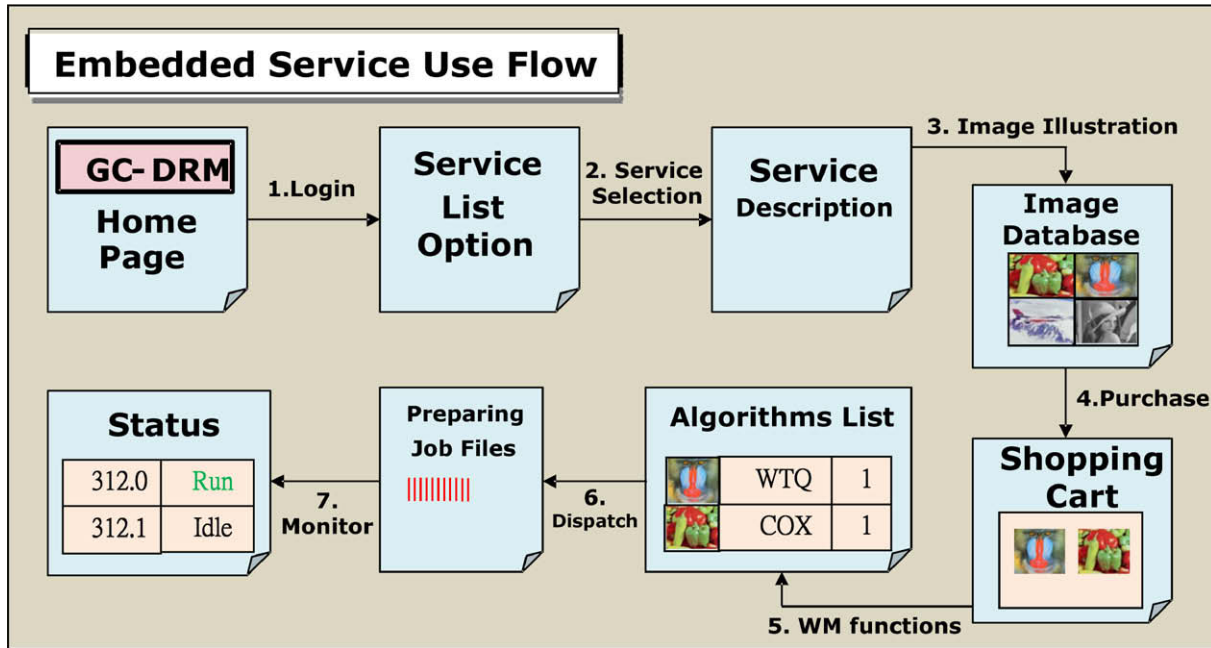 Embedded Service Use Flow
GC-DRM
Home
Page
1.Login
Service
List
Option
2. Service
Selection
Service
Description
3. Image Illustration
Image
Database
4.Purchase
Shopping
Cart
5. WM functions
Algorithms List
WTQ 1
COX 1
6.
Dispatch
Preparing
Job Files
7.
Monitor
Status
312.0 Run
312.1 Idle